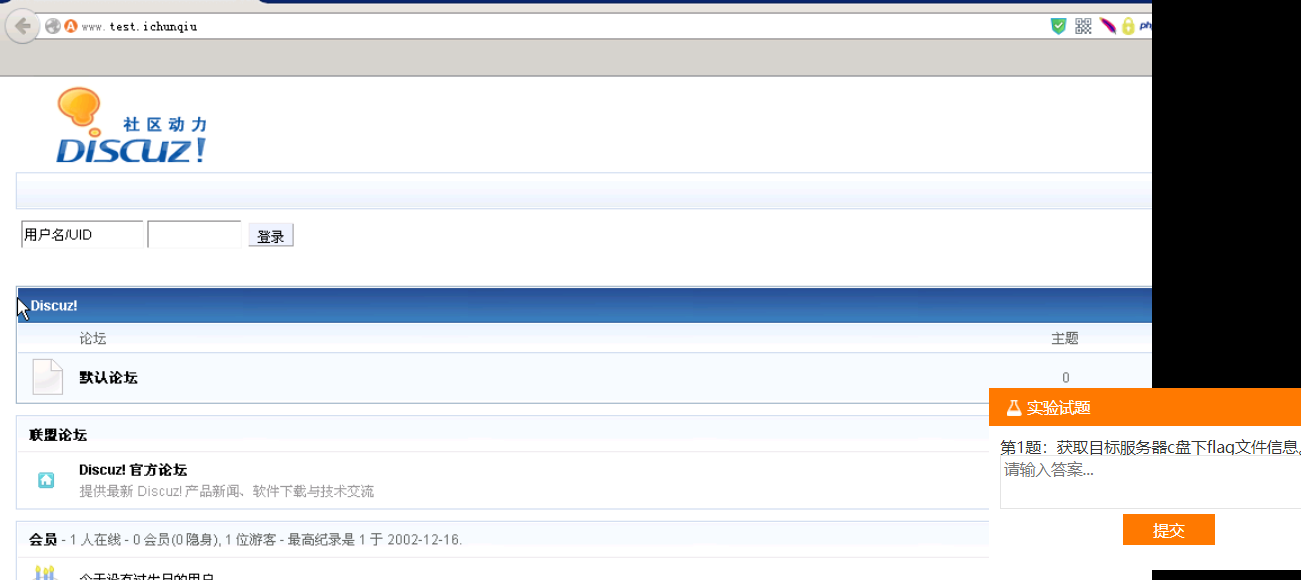 www.test.ichunqiu
php
社区动力
DISCUZ!
用户名/UID
登录
Discuz!
论坛 主题
默认论坛 0
联盟论坛
Discuz! 官方论坛
提供最新 Discuz! 产品新闻、软件下载与技术交流
会员 - 1 人在线 - 0 会员(0 隐身), 1 位游客 - 最高纪录是 1 于 2002-12-16.
今天没有过生日的用户
实验试题
第1题：获取目标服务器c盘下flag文件信息。
请输入答案...
提交